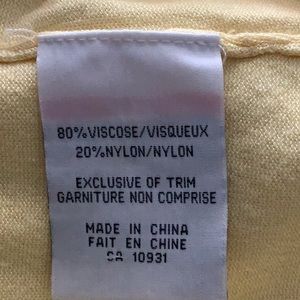 80%VISCOSE/VISQUEUX
20%NYLON/NYLON
EXCLUSIVE OF TRIM
GARNITURE NON COMPRISE
MADE IN CHINA
FAIT EN CHINE
CA 10931